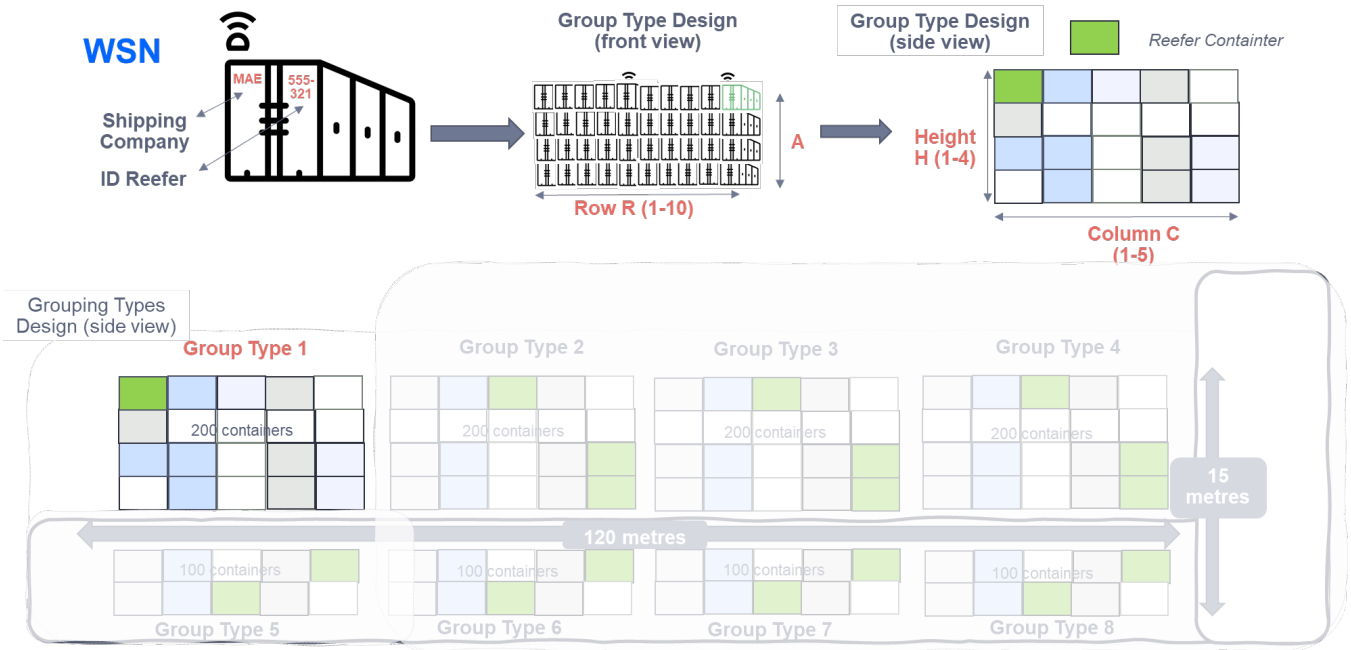 WSN
MAE
555-
321
Shipping
Company
ID Reefer
Group Type Design
(front view)
A
Row R (1-10)
Group Type Design
(side view)
Reefer Containter
Height
H (1-4)
Column C
(1-5)
Grouping Types
Design (side view)
Group Type 1
Group Type 2
Group Type 3
Group Type 4
200 containers
200 containers
200 containers
200 containers
15
metres
120 metres
100 containers
100 containers
100 containers
100 containers
Group Type 5
Group Type 6
Group Type 7
Group Type 8